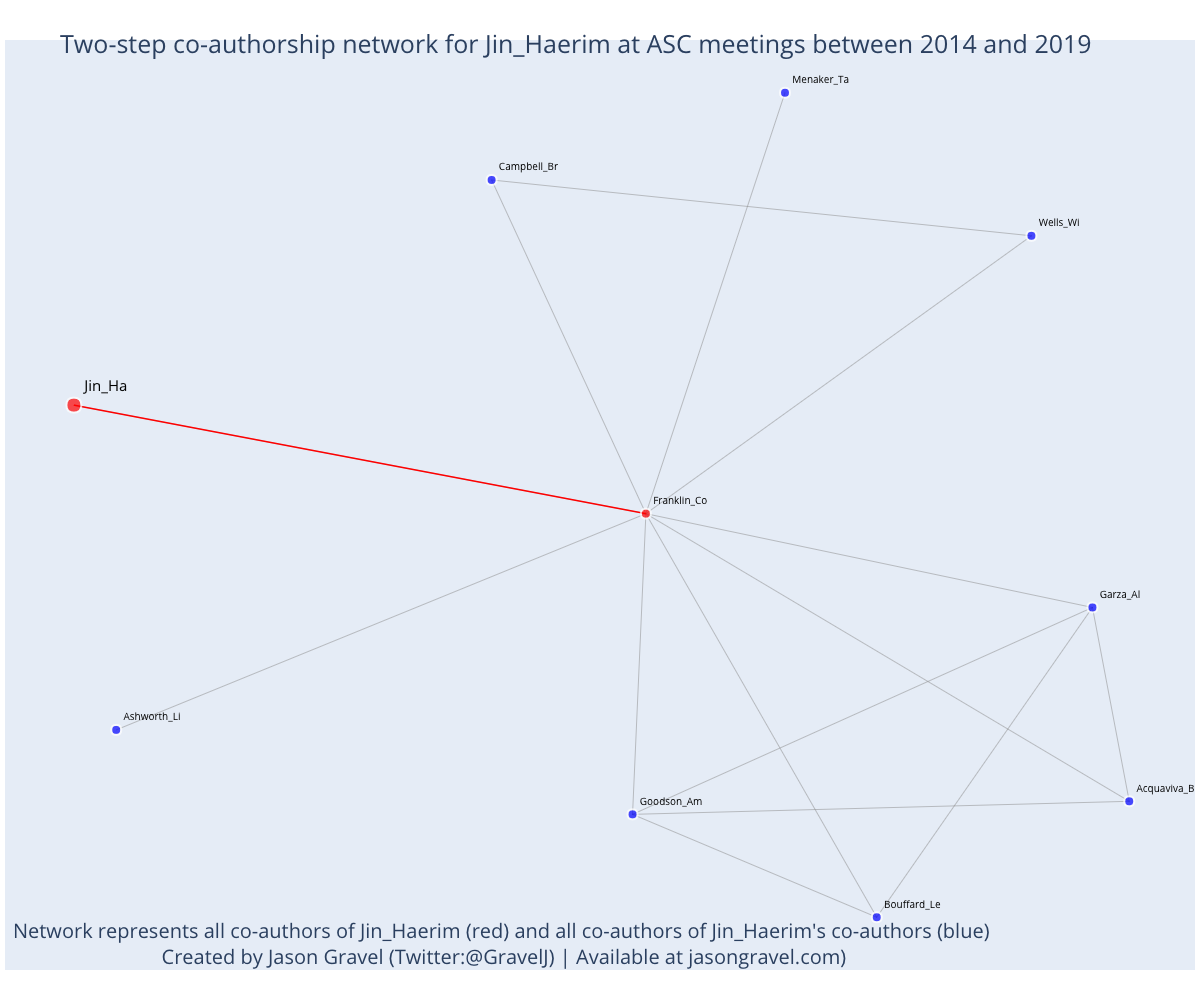 Two-step co-authorship network for Jin_Haerim at ASC meetings between 2014 and 2019
Menaker_Ta
Campbell_Br
Wells_Wi
Jin_Ha
Franklin_Co
Garza_Al
Ashworth_Li
Acquaviva_B
Goodson_Am
Bouffard_Le
Network represents all co-authors of Jin_Haerim (red) and all co-authors of Jin_Haerim's co-authors (blue)
Created by Jason Gravel (Twitter:@GravelJ) | Available at jasongravel.com)